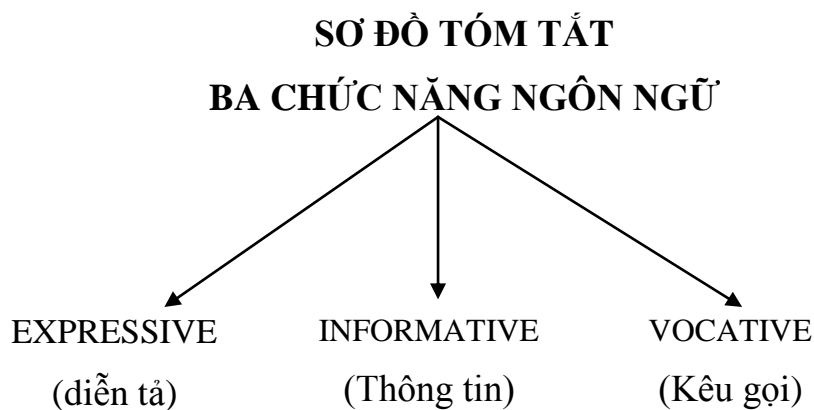 SƠ ĐỒ TÓM TẮT
BA CHỨC NĂNG NGÔN NGỮ
EXPRESSIVE INFORMATIVE VOCATIVE
(diễn tả) (Thông tin) (Kêu gọi)